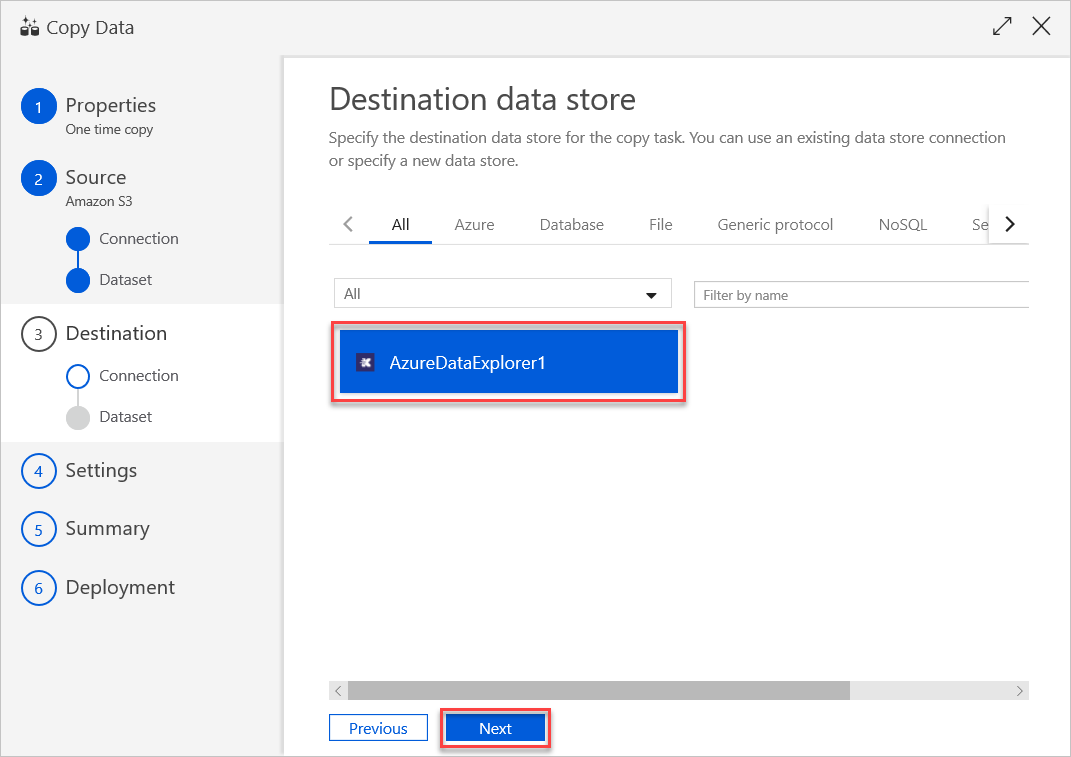 Copy Data
1 Properties
One time copy
2 Source
Amazon S3
Connection
Dataset
3 Destination
Connection
Dataset
4 Settings
5 Summary
6 Deployment
Destination data store
Specify the destination data store for the copy task. You can use an existing data store connection
or specify a new data store.
All Azure Database File Generic protocol NoSQL Se
All Filter by name
AzureDataExplorer1
Previous Next